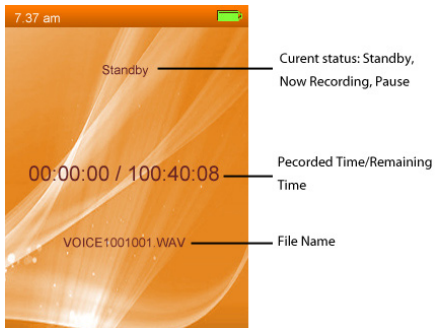 7.37 am
Standby
Curent status: Standby,
Now Recording, Pause
00:00:00 / 100:40:08
Pecorded Time/Remaining
Time
VOICE1001001.WAV
File Name